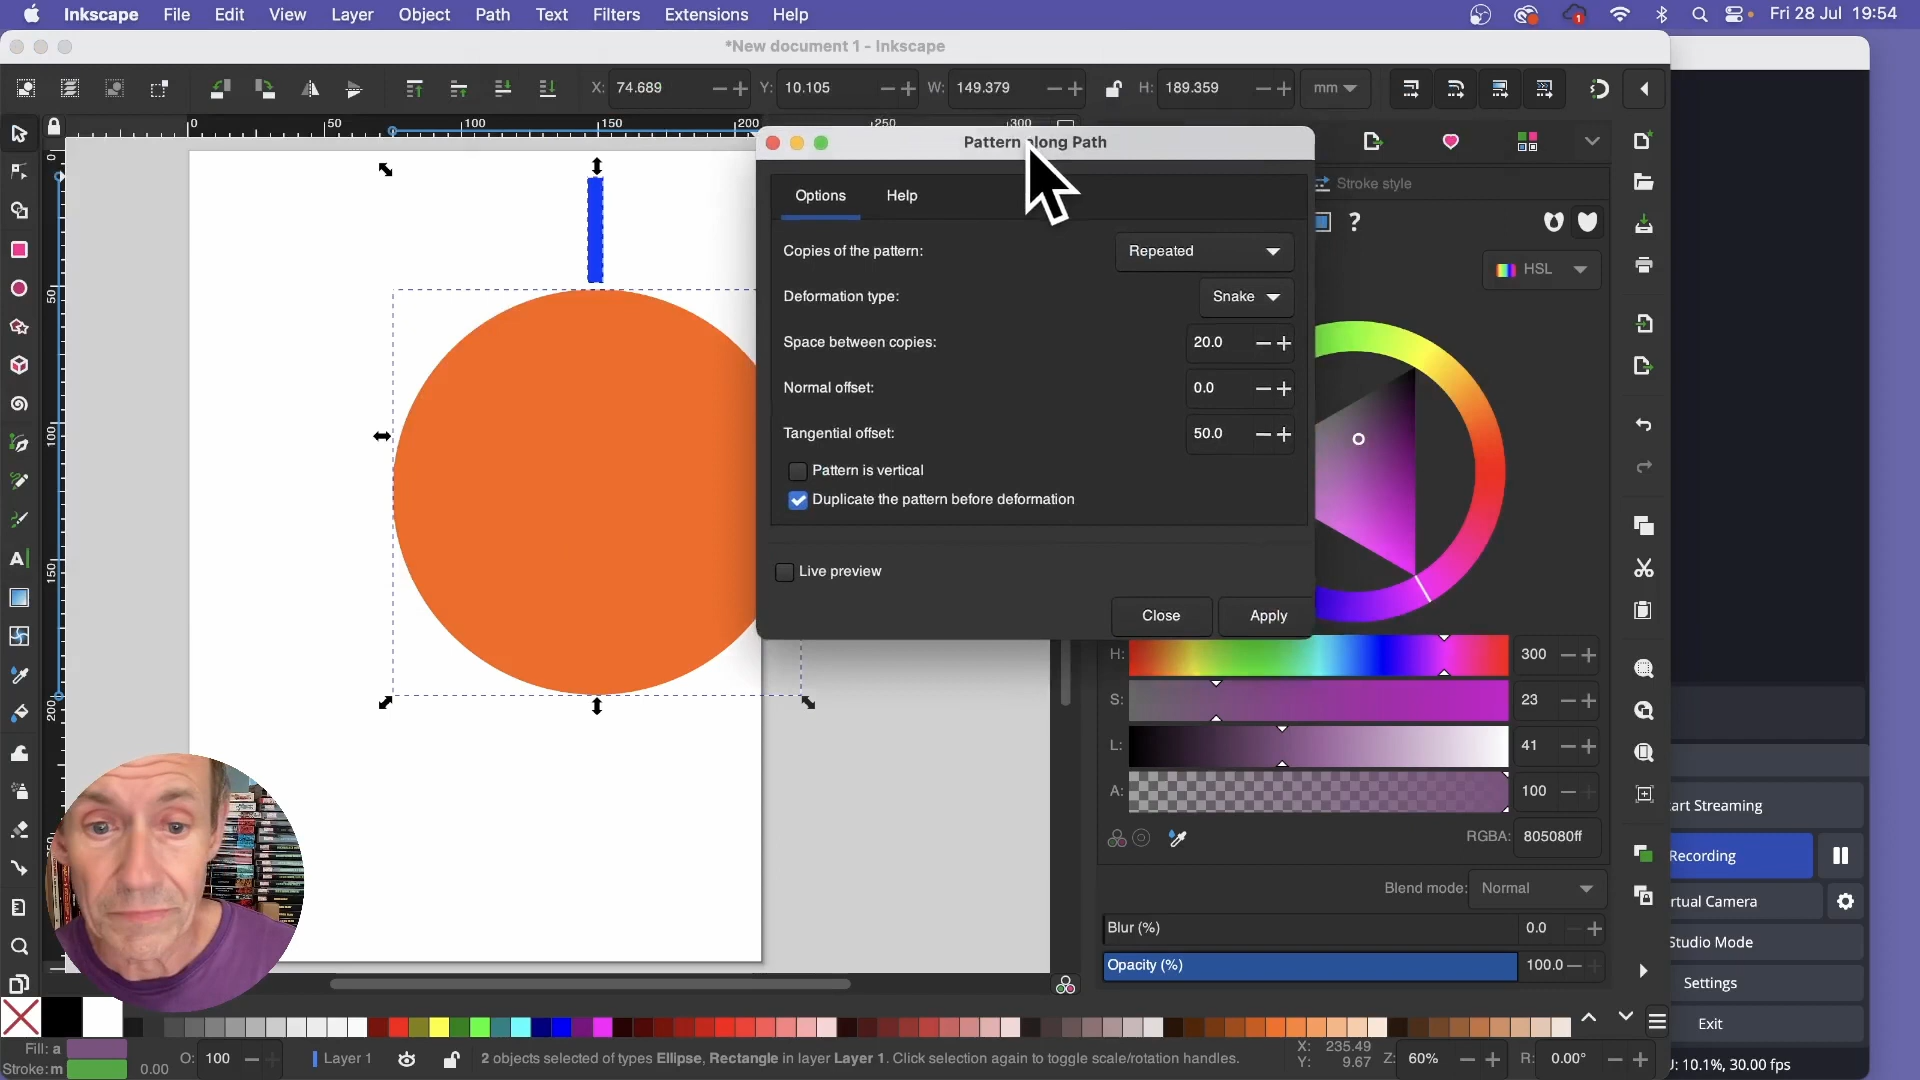 Inkscape File Edit View Layer Object Path Text Filters Extensions Help
Fri 28 Jul 19:54
*New document 1 - Inkscape
X: 74.689 Y: 10.105 W: 149.379 H: 189.359 mm
0 50 100 150 200 250 300
Pattern along Path
Options Help
Stroke style
Copies of the pattern: Repeated
Deformation type: Snake
HSL
Space between copies: 20.0
Normal offset: 0.0
Tangential offset: 50.0
Pattern is vertical
Duplicate the pattern before deformation
Live preview
Close Apply
0
50
100
150
200
H: 300
S: 23
L: 41
A: 100
RGBA: 805080ff
Blend mode: Normal
Blur (%) 0.0
Opacity (%) 100.0
art Streaming
Recording
rtual Camera
Studio Mode
Settings
Exit
Fill: a
Stroke: m 0.00
O: 100
Layer 1
2 objects selected of types Ellipse, Rectangle in layer Layer 1. Click selection again to toggle scale/rotation handles.
X: 235.49
Y: 9.67
Z: 60%
R: 0.00°
10.1%, 30.00 fps